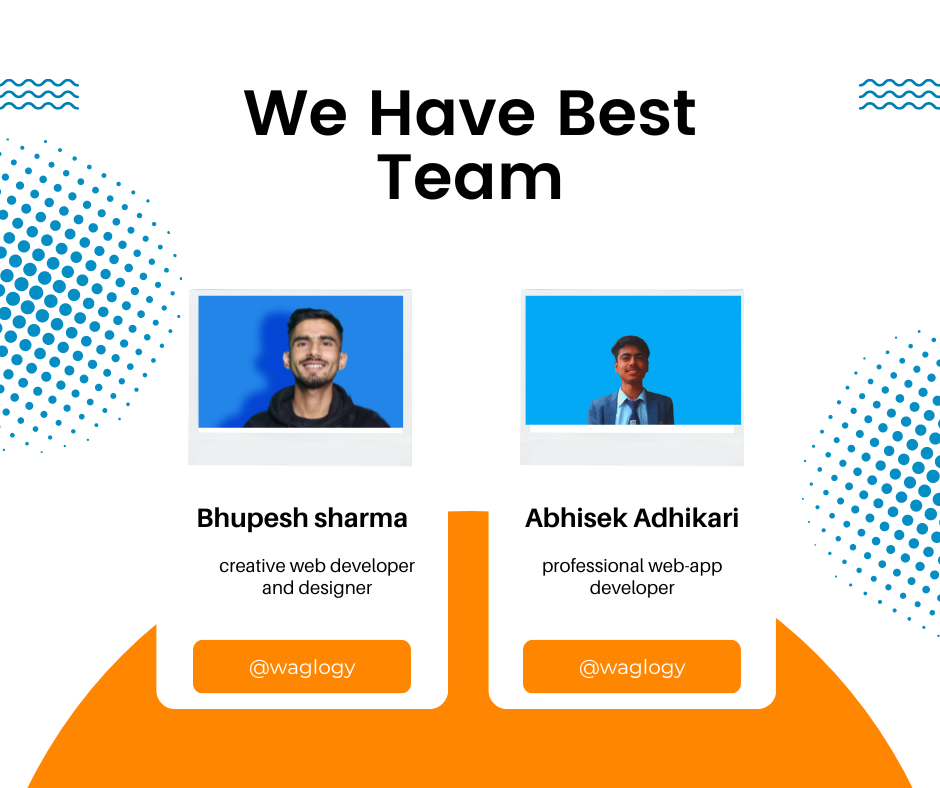 We Have Best
Team
Bhupesh sharma
creative web developer
and designer
@waglogy
Abhisek Adhikari
professional web-app
developer
@waglogy